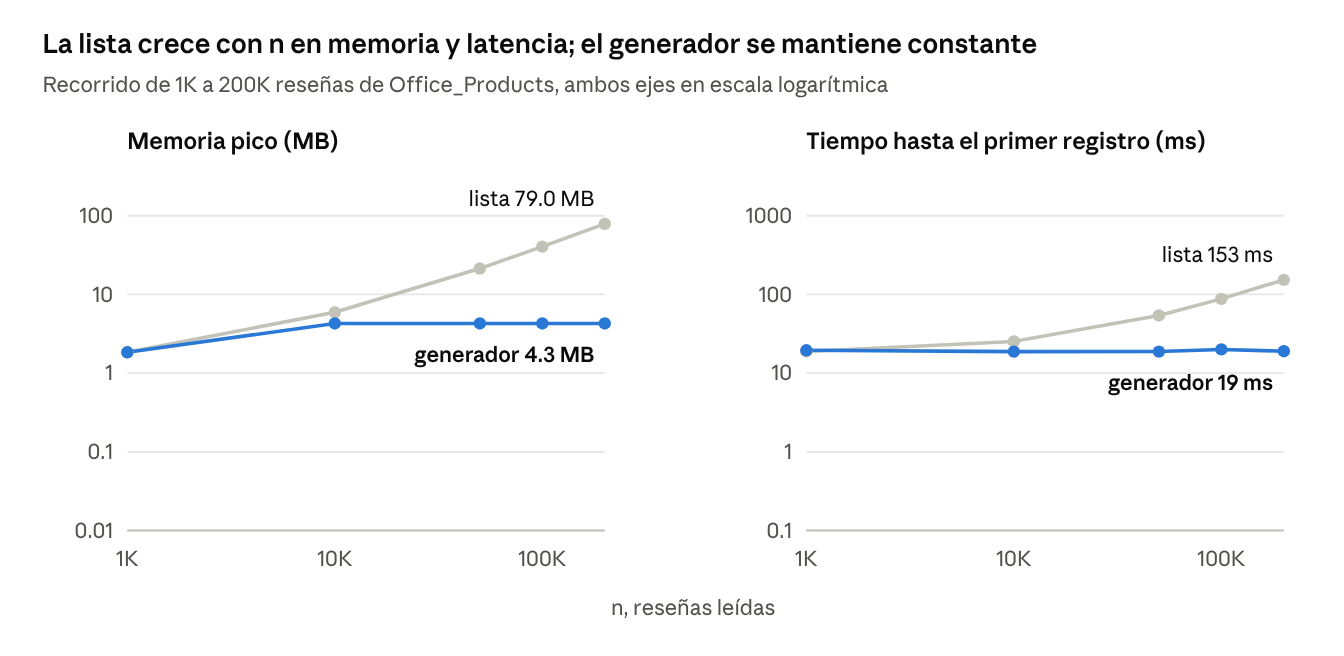 La lista crece con n en memoria y latencia; el generador se mantiene constante
Recorrido de 1K a 200K reseñas de Office_Products, ambos ejes en escala logarítmica
Memoria pico (MB)
lista 79.0 MB
100
10
generador 4.3 MB
1
0.1
0.01
1K
10K
100K
Tiempo hasta el primer registro (ms)
1000
lista 153 ms
100
10
generador 19 ms
1
0.1
1K
10K
100K
n, reseñas leídas